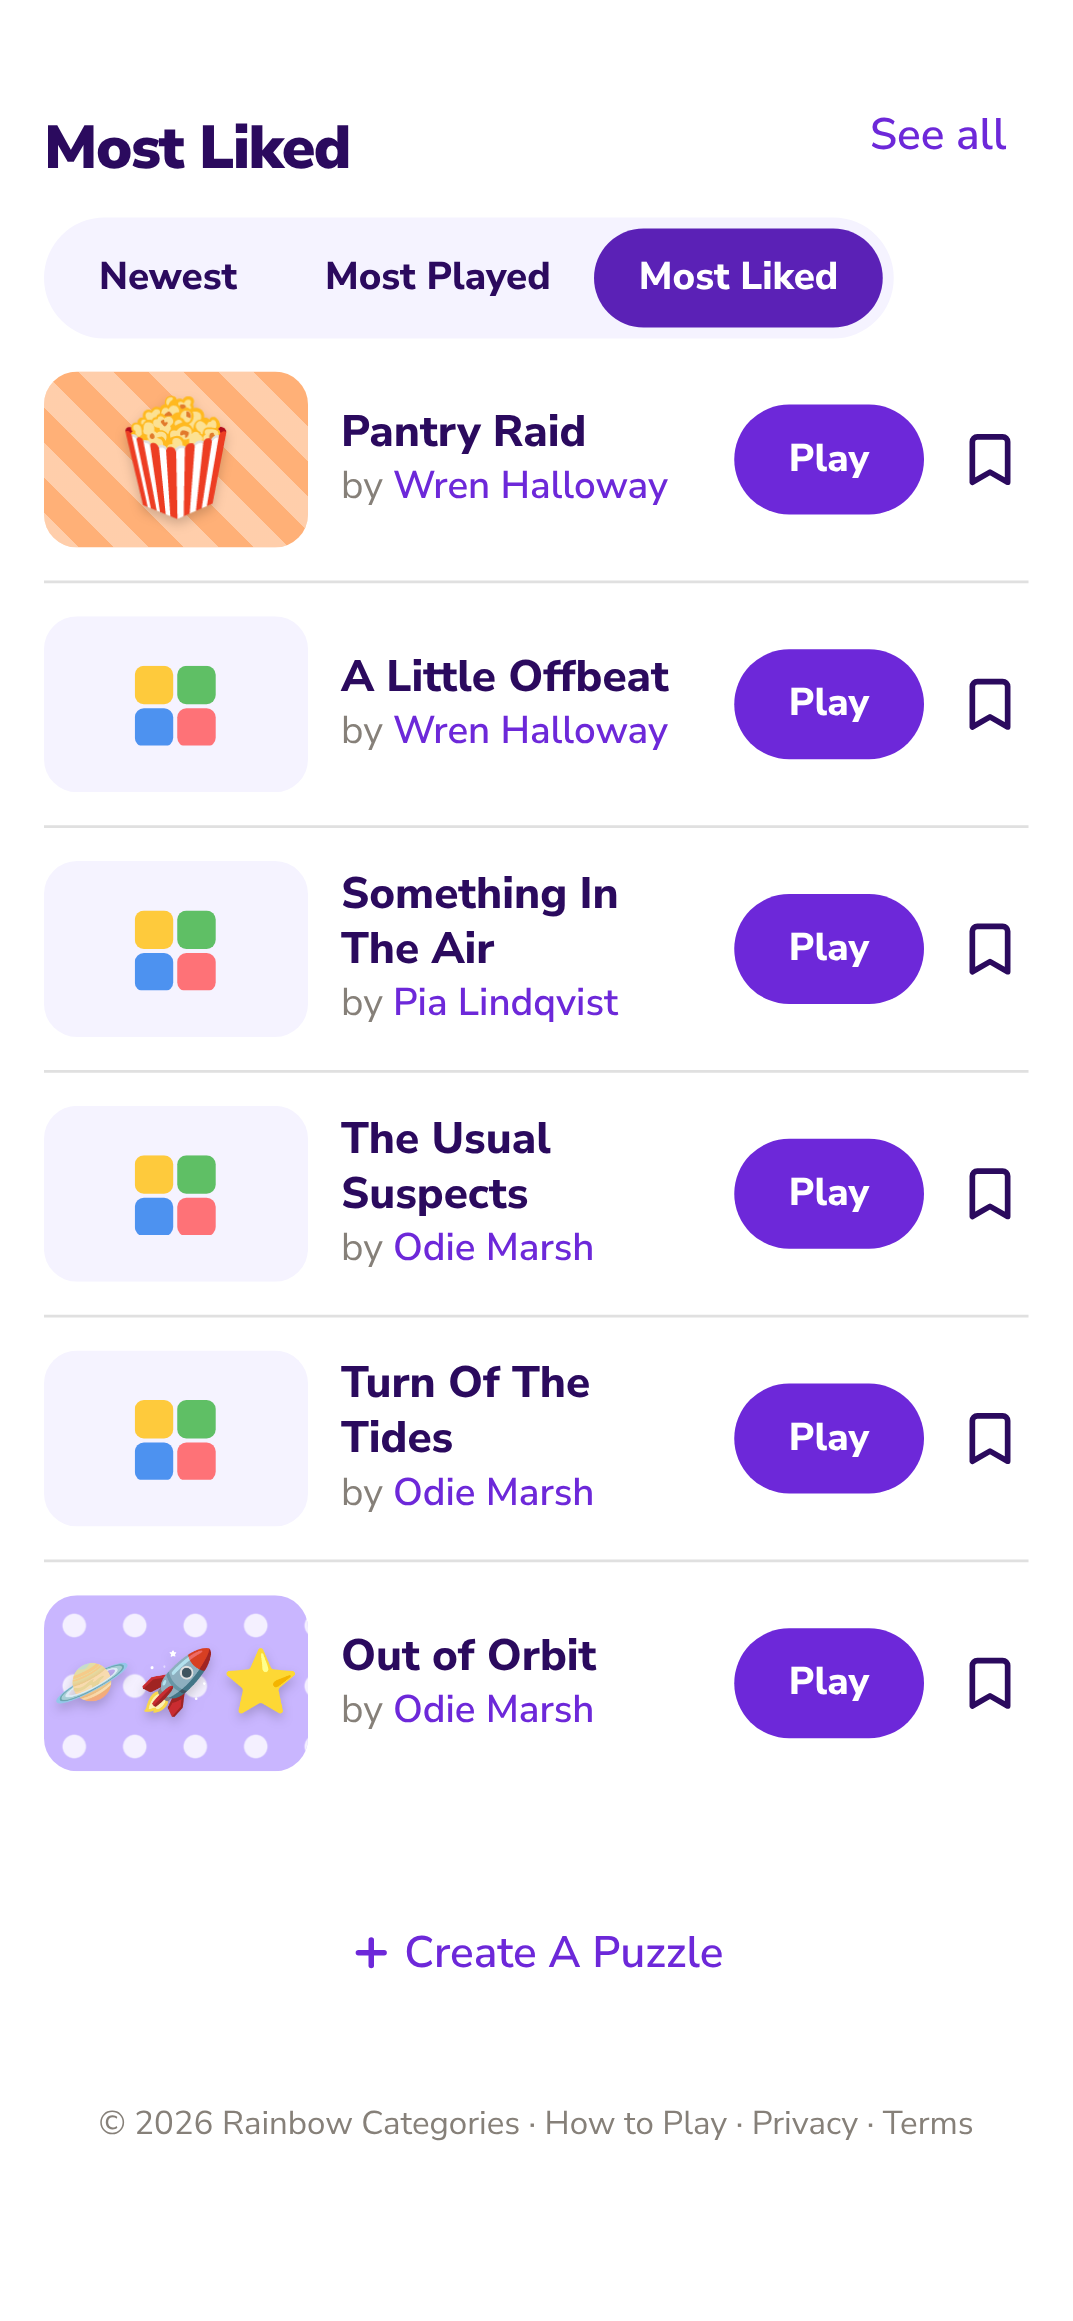 Most Liked
See all
Newest
Most Played
Most Liked
Pantry Raid
by Wren Halloway
Play
A Little Offbeat
by Wren Halloway
Play
Something In
The Air
by Pia Lindqvist
Play
The Usual
Suspects
by Odie Marsh
Play
Turn Of The
Tides
by Odie Marsh
Play
Out of Orbit
by Odie Marsh
Play
+ Create A Puzzle
© 2026 Rainbow Categories · How to Play · Privacy · Terms